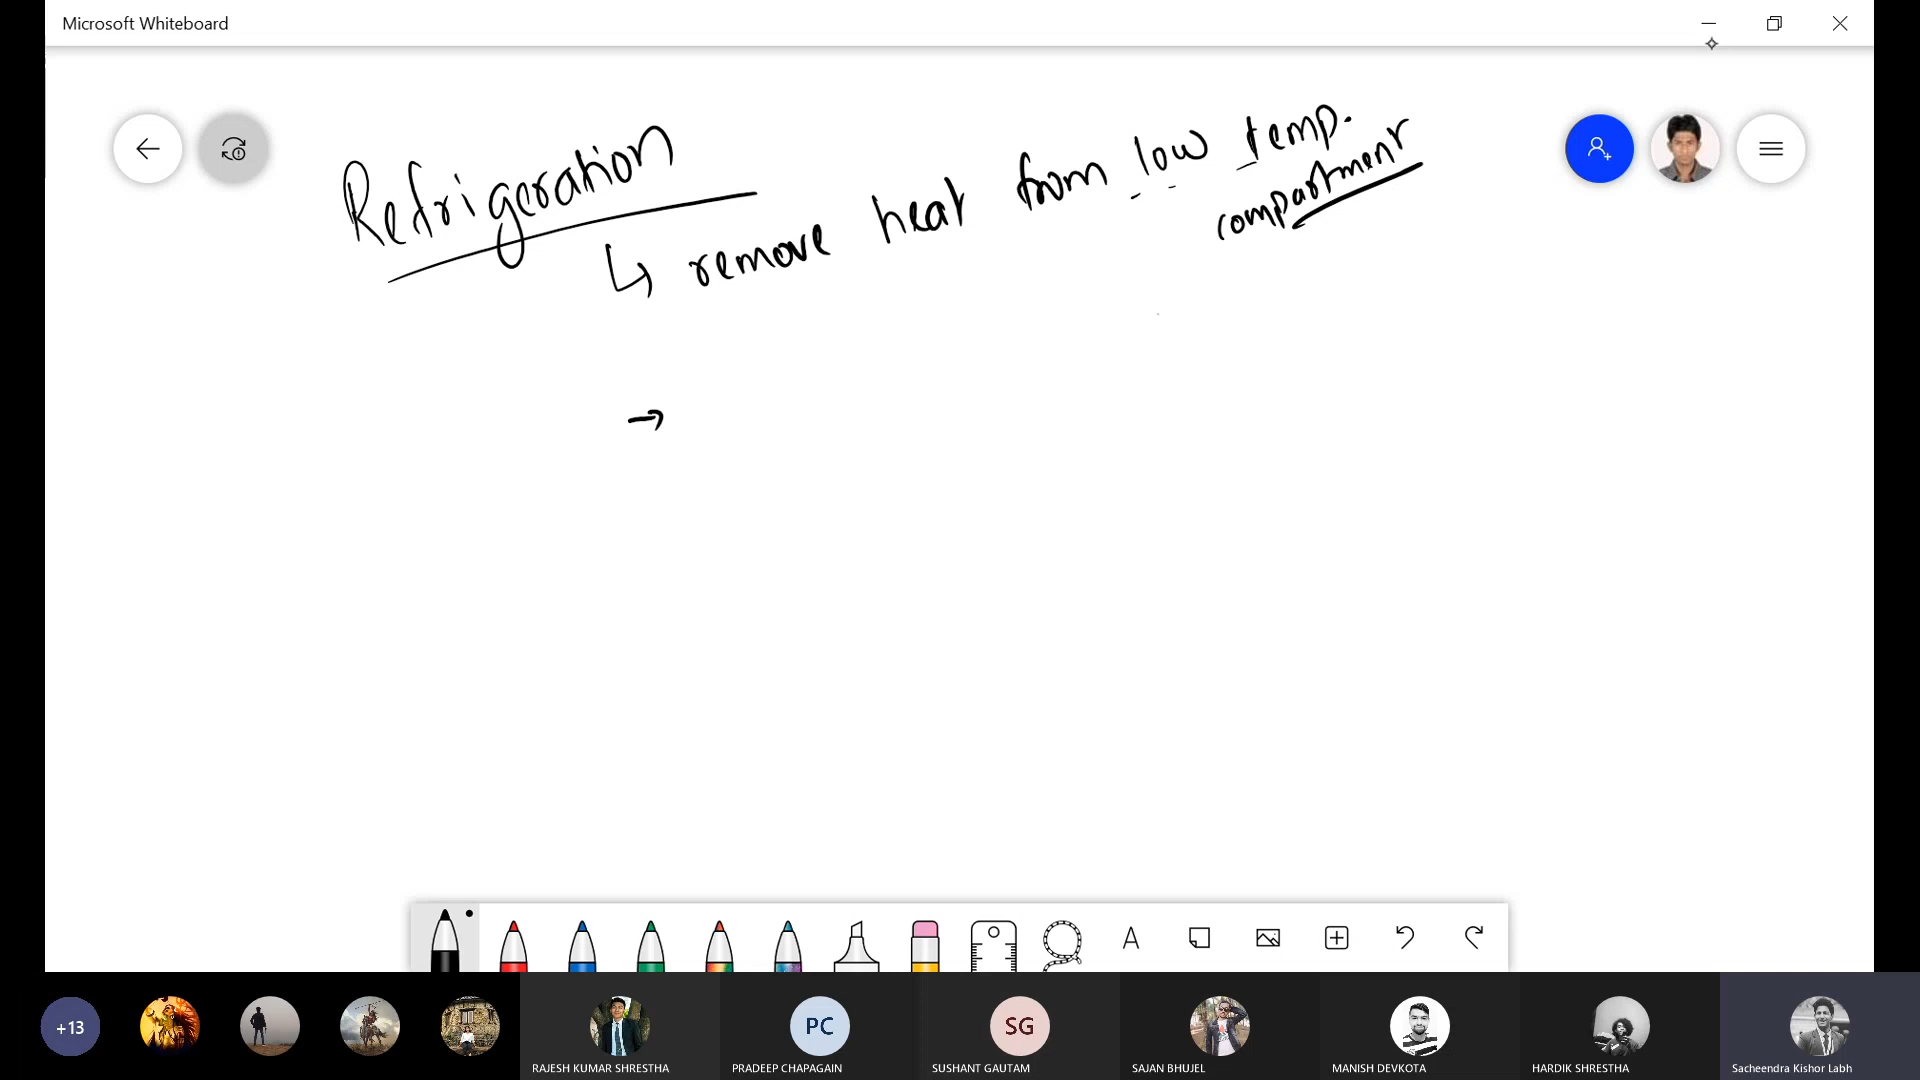 Microsoft Whiteboard
Refrigeration
↳ remove heat from low temp.
compartment
→
A
+13
PC
SG
RAJESH KUMAR SHRESTHA
PRADEEP CHAPAGAIN
SUSHANT GAUTAM
SAJAN BHUJEL
MANISH DEVKOTA
HARDIK SHRESTHA
Sacheendra Kishor Labh